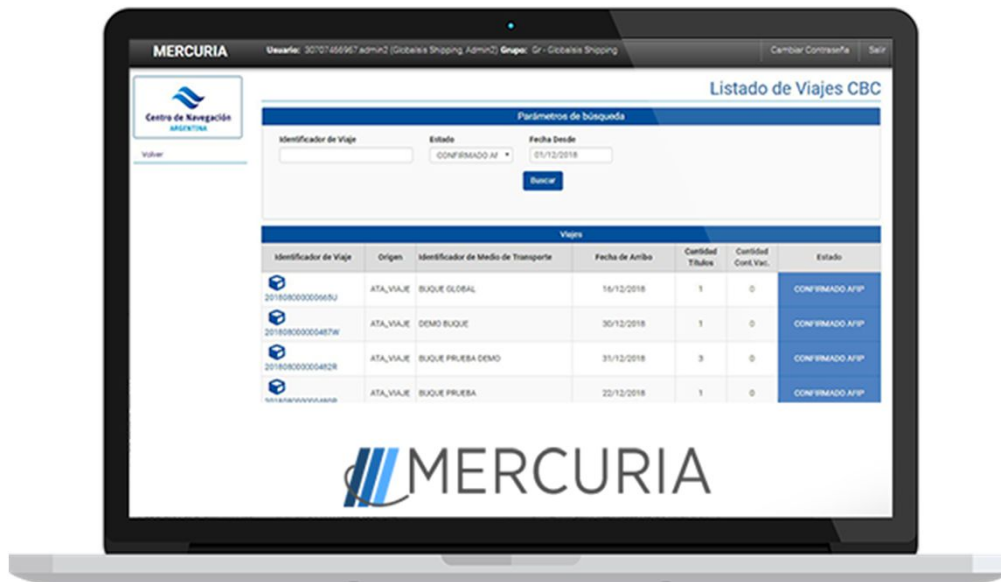 MERCURIA
Usuario: 30707466967 admin2 (Globalsis Shipping, Admin2) Grupo: Gr - Globalsis Shipping
Cambiar Contraseña
Salir
Centro de Navegación
ARGENTINA
Volver
Listado de Viajes CBC
Parámetros de búsqueda
Identificador de Viaje Estado Fecha Desde
CONFIRMADO AF 01/12/2018
Buscar
Viajes
Identificador de Viaje Origen Identificador de Medio de Transporte Fecha de Arribo Cantidad Títulos Cantidad Cont.Vac. Estado
ATA_VIAJE BUQUE GLOBAL 16/12/2018 1 0 CONFIRMADO AFIP
ATA_VIAJE DEMO BUQUE 30/12/2018 1 0 CONFIRMADO AFIP
ATA_VIAJE BUQUE PRUEBA DEMO 31/12/2018 3 0 CONFIRMADO AFIP
ATA_VIAJE BUQUE PRUEBA 22/12/2018 1 0 CONFIRMADO AFIP
MERCURIA